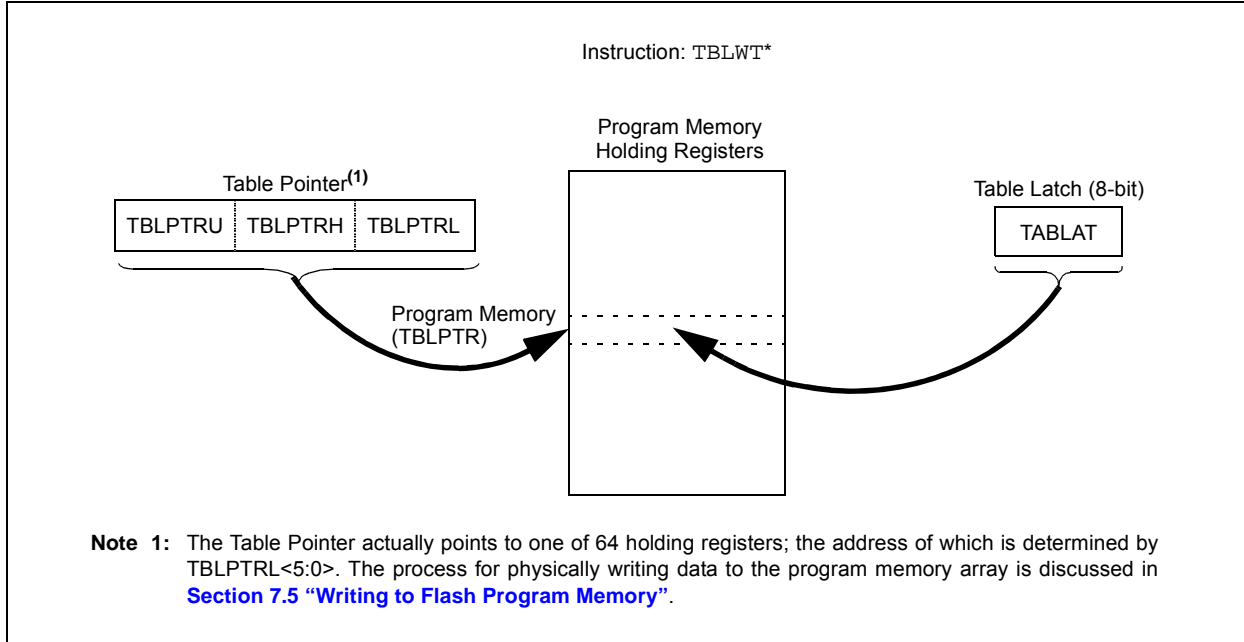 Instruction: TBLWT*
Program Memory
Holding Registers
Table Pointer(1)
TBLPTRU TBLPTRH TBLPTRL
Table Latch (8-bit)
TABLAT
Program Memory
(TBLPTR)
Note 1: The Table Pointer actually points to one of 64 holding registers; the address of which is determined by
TBLPTRL<5:0>. The process for physically writing data to the program memory array is discussed in
Section 7.5 “Writing to Flash Program Memory”.